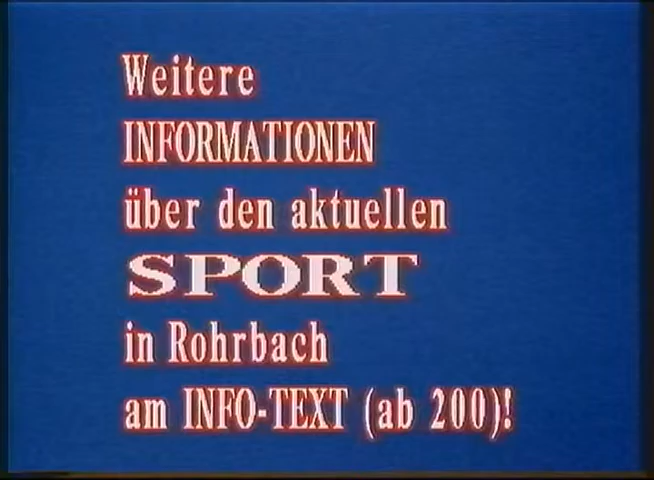 Weitere
INFORMATIONEN
über den aktuellen
SPORT
in Rohrbach
am INFO-TEXT (ab 200)!